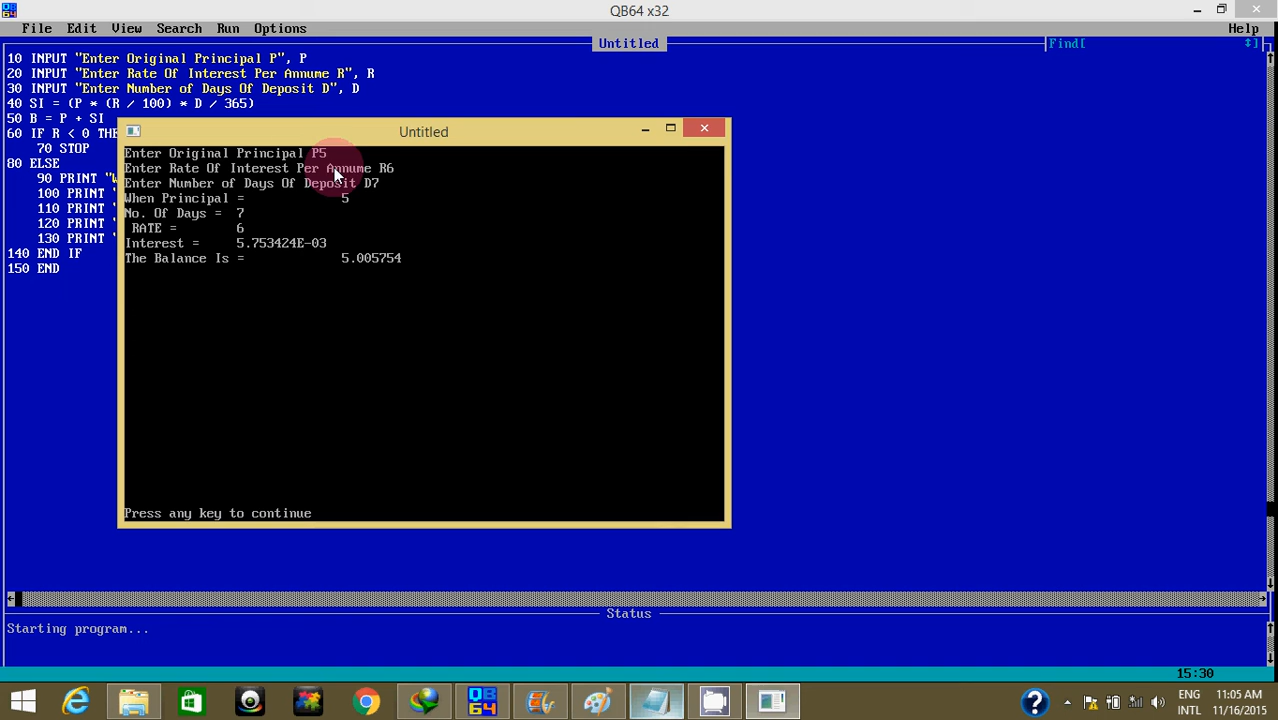 QB64 x32
File Edit View Search Run Options Help
Untitled
Find[
10 INPUT "Enter Original Principal P", P
20 INPUT "Enter Rate Of Interest Per Annume R", R
30 INPUT "Enter Number of Days Of Deposit D", D
40 SI = (P * (R / 100) * D / 365)
50 B = P + SI
60 IF R < 0 THE
70 STOP
80 ELSE
90 PRINT "W
100 PRINT "
110 PRINT "
120 PRINT "
130 PRINT "
140 END IF
150 END
Untitled
Enter Original Principal P5
Enter Rate Of Interest Per Annume R6
Enter Number of Days Of Deposit D7
When Principal = 5
No. Of Days = 7
RATE = 6
Interest = 5.753424E-03
The Balance Is = 5.005754
Press any key to continue
Status
Starting program...
15:30
QB
64
ENG
INTL
11:05 AM
11/16/2015